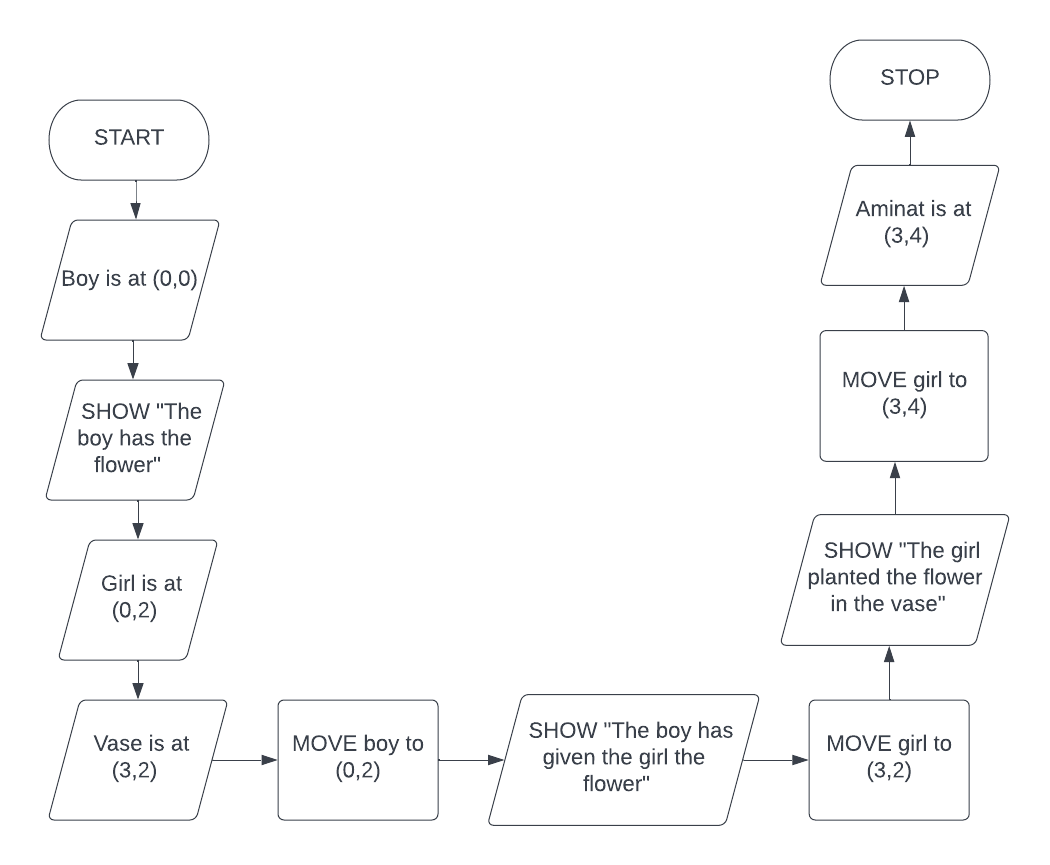 START
Boy is at (0,0)
SHOW "The
boy has the
flower"
Girl is at
(0,2)
Vase is at
(3,2)
MOVE boy to
(0,2)
SHOW "The boy has
given the girl the
flower"
MOVE girl to
(3,2)
SHOW "The girl
planted the flower
in the vase"
MOVE girl to
(3,4)
Aminat is at
(3,4)
STOP